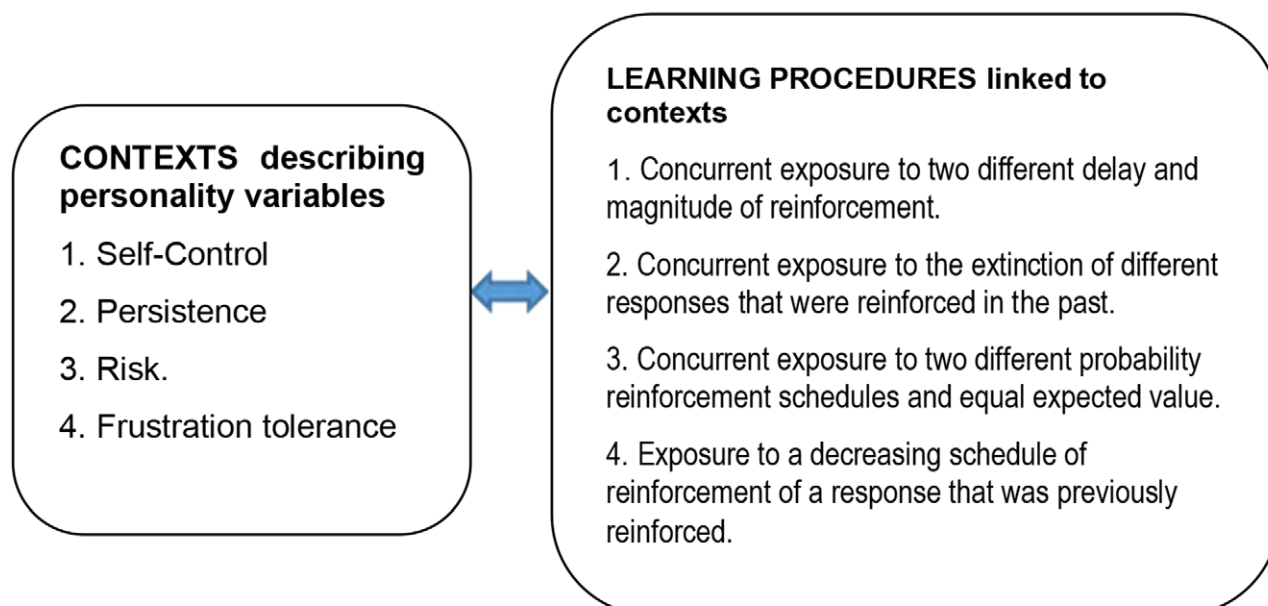 CONTEXTS describing
personality variables
1. Self-Control
2. Persistence
3. Risk.
4. Frustration tolerance
LEARNING PROCEDURES linked to
contexts
1. Concurrent exposure to two different delay and
magnitude of reinforcement.
2. Concurrent exposure to the extinction of different
responses that were reinforced in the past.
3. Concurrent exposure to two different probability
reinforcement schedules and equal expected value.
4. Exposure to a decreasing schedule of
reinforcement of a response that was previously
reinforced.